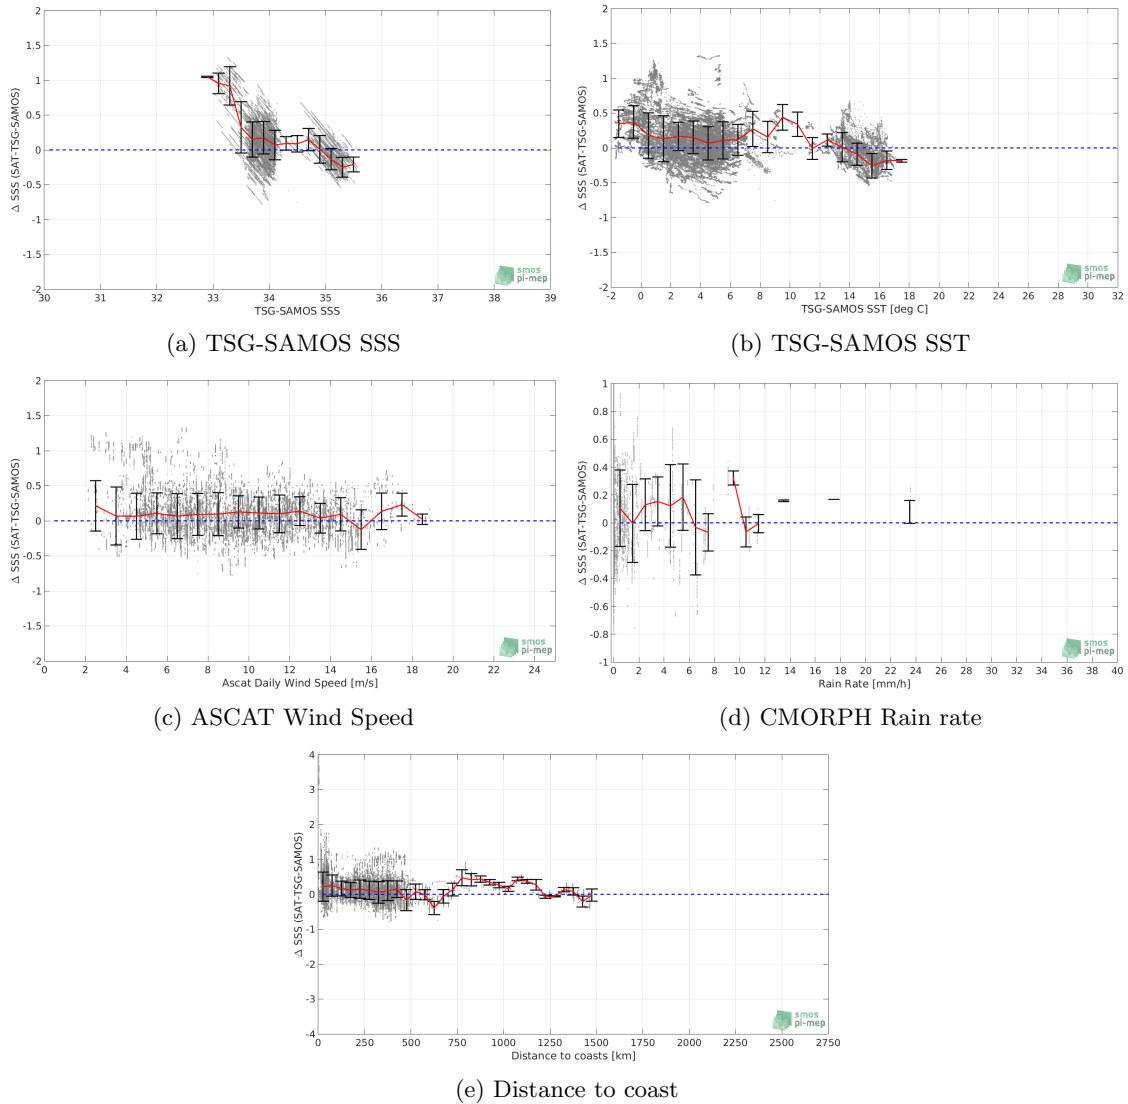 2
1.5
1
0.5
0
-0.5
-1
-1.5
-2
Δ SSS (SAT-TSG-SAMOS)
30 31 32 33 34 35 36 37 38 39
TSG-SAMOS SSS
smos
pi-mep
(a) TSG-SAMOS SSS
2
1.5
1
0.5
0
-0.5
-1
-1.5
-2
Δ SSS (SAT-TSG-SAMOS)
-2 0 2 4 6 8 10 12 14 16 18 20 22 24 26 28 30 32
TSG-SAMOS SST [deg C]
smos
pi-mep
(b) TSG-SAMOS SST
2
1.5
1
0.5
0
-0.5
-1
-1.5
-2
Δ SSS (SAT-TSG-SAMOS)
0 2 4 6 8 10 12 14 16 18 20 22 24
Ascat Daily Wind Speed [m/s]
smos
pi-mep
(c) ASCAT Wind Speed
1
0.8
0.6
0.4
0.2
0
-0.2
-0.4
-0.6
-0.8
-1
Δ SSS (SAT-TSG-SAMOS)
0 2 4 6 8 10 12 14 16 18 20 22 24 26 28 30 32 34 36 38 40
Rain Rate [mm/h]
smos
pi-mep
(d) CMORPH Rain rate
4
3
2
1
0
-1
-2
-3
-4
Δ SSS (SAT-TSG-SAMOS)
0 250 500 750 1000 1250 1500 1750 2000 2250 2500 2750
Distance to coasts [km]
smos
pi-mep
(e) Distance to coast